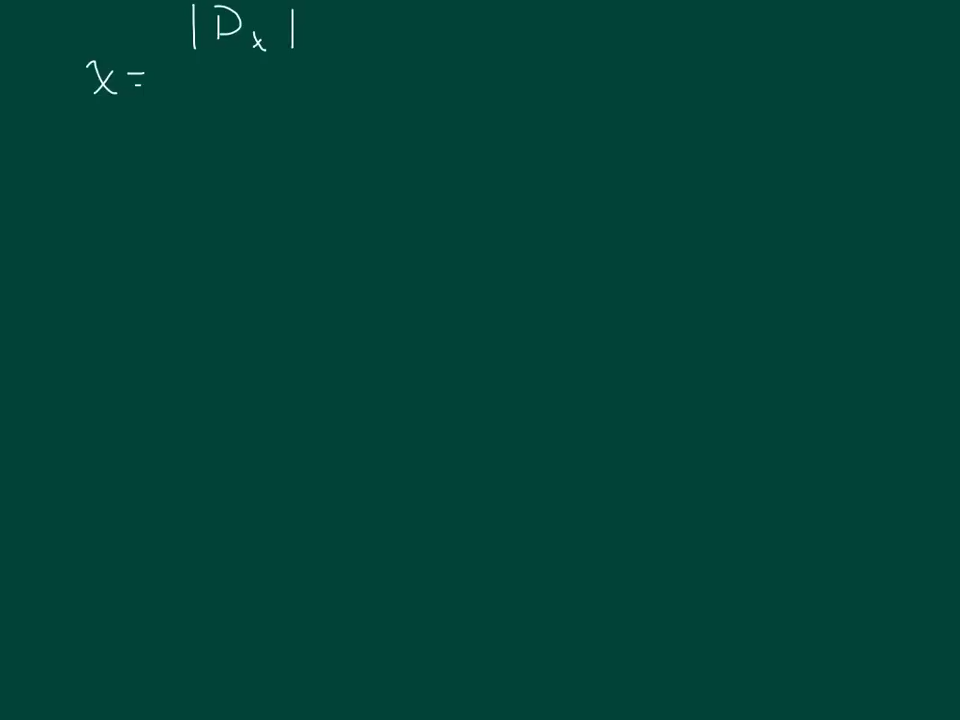 |Dₓ|
x =